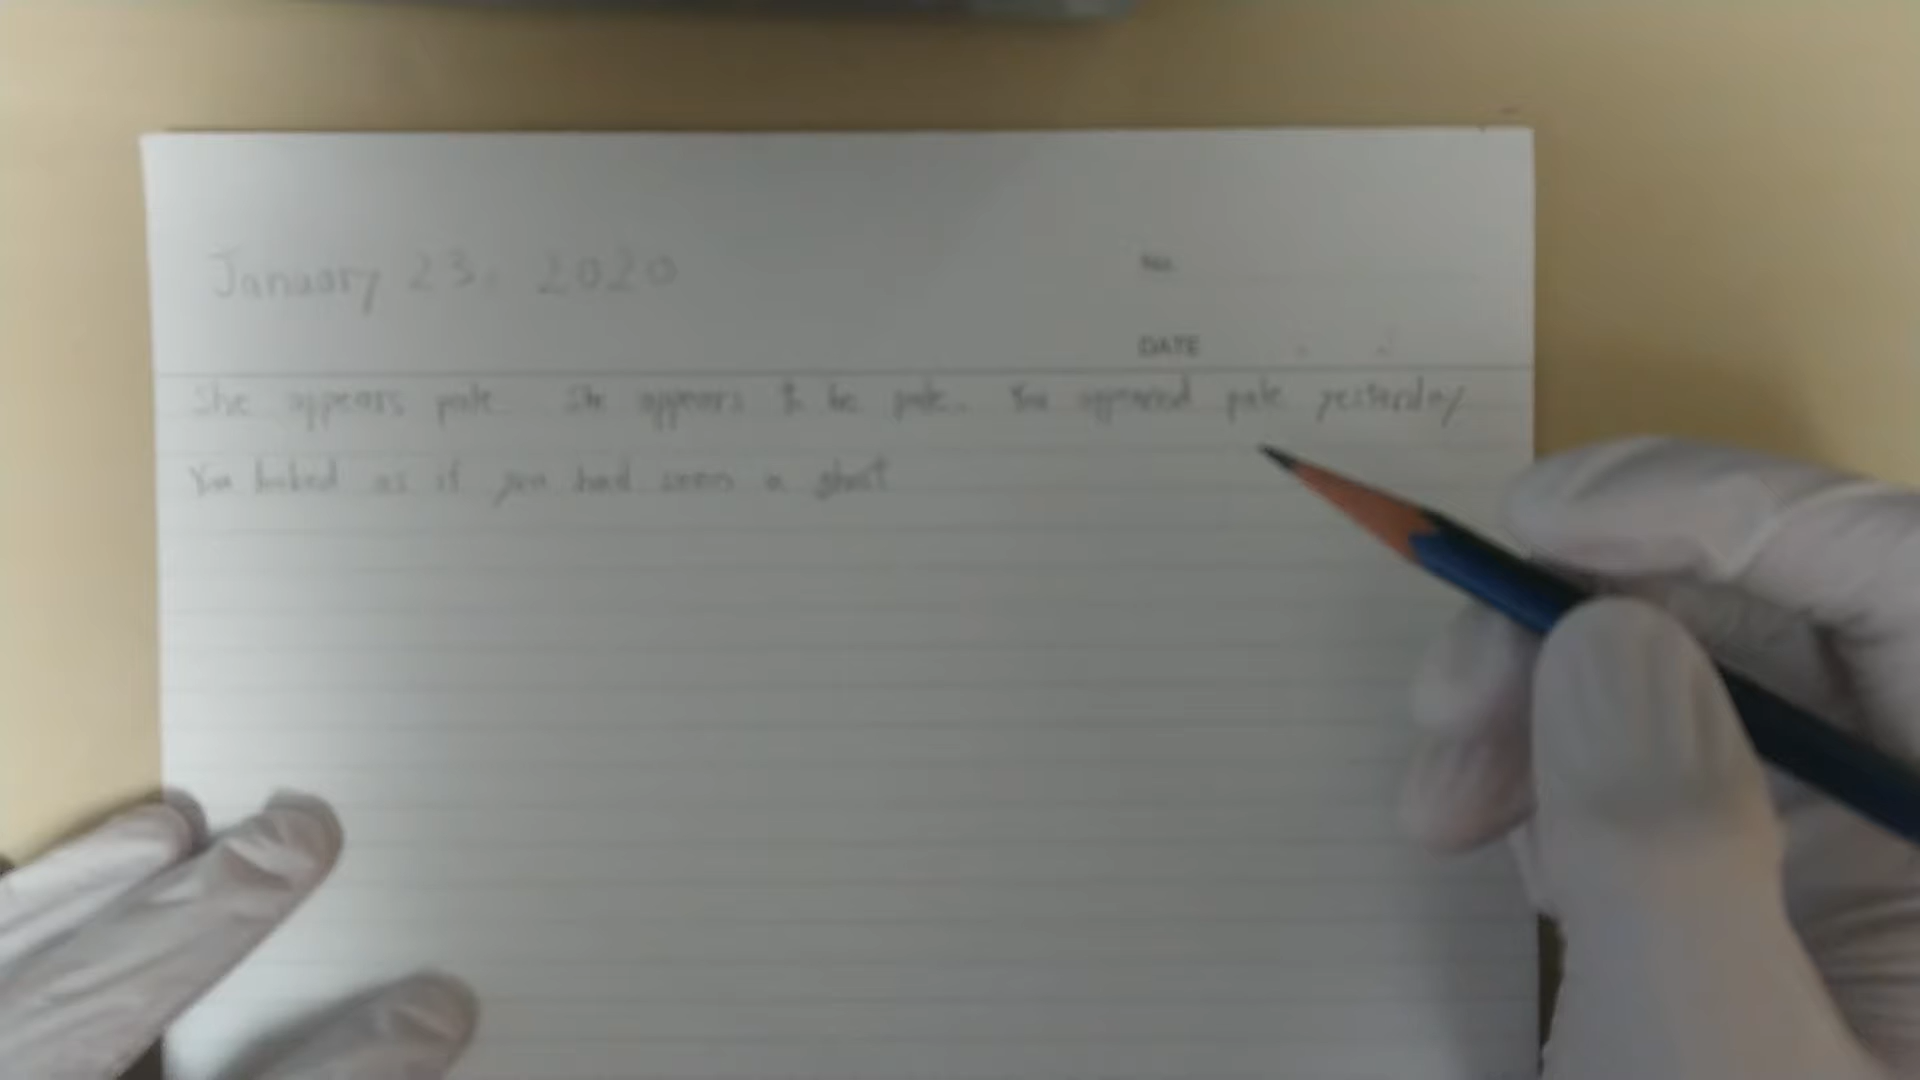 January 23, 2020
No.
DATE . .
She appears pale. She appears to be pale. You appeared pale yesterday
You looked as if you had seen a ghost